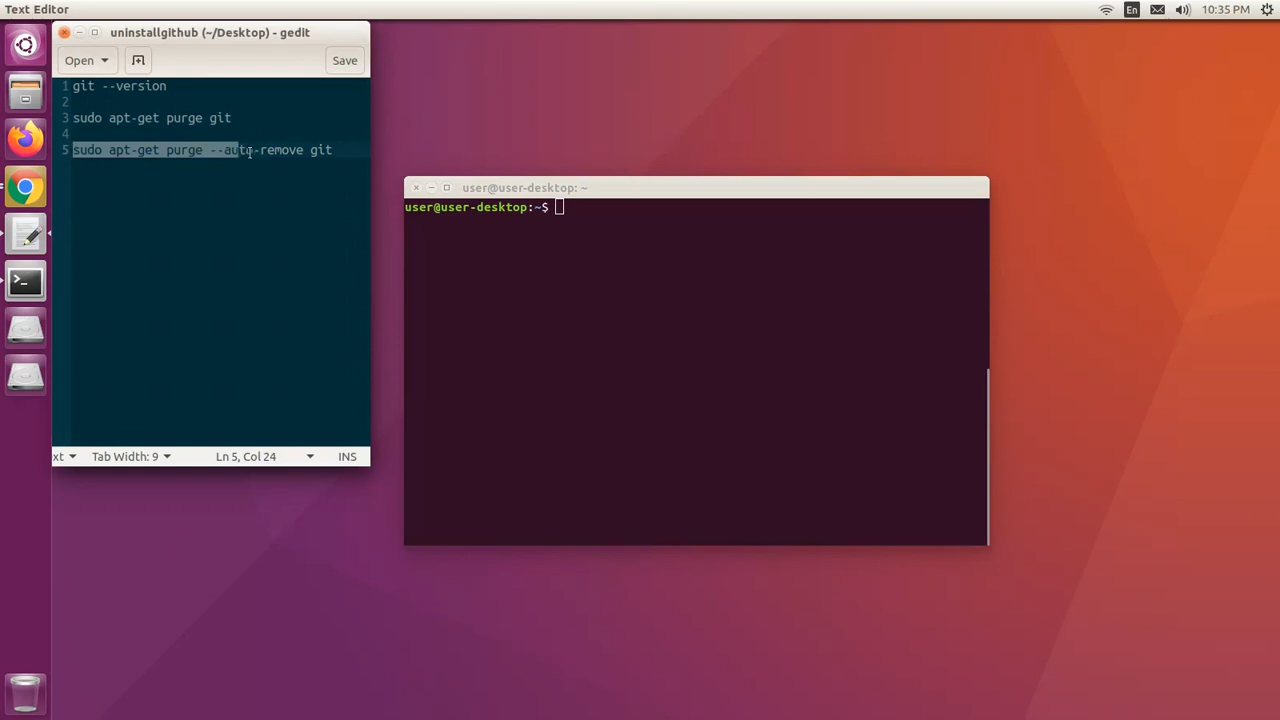 Text Editor
En
10:35 PM
uninstallgithub (~/Desktop) - gedit
Open
Save
1 git --version
2
3 sudo apt-get purge git
4
5 sudo apt-get purge --auto-remove git
xt
Tab Width: 9
Ln 5, Col 24
INS
user@user-desktop: ~
user@user-desktop:~$
>_